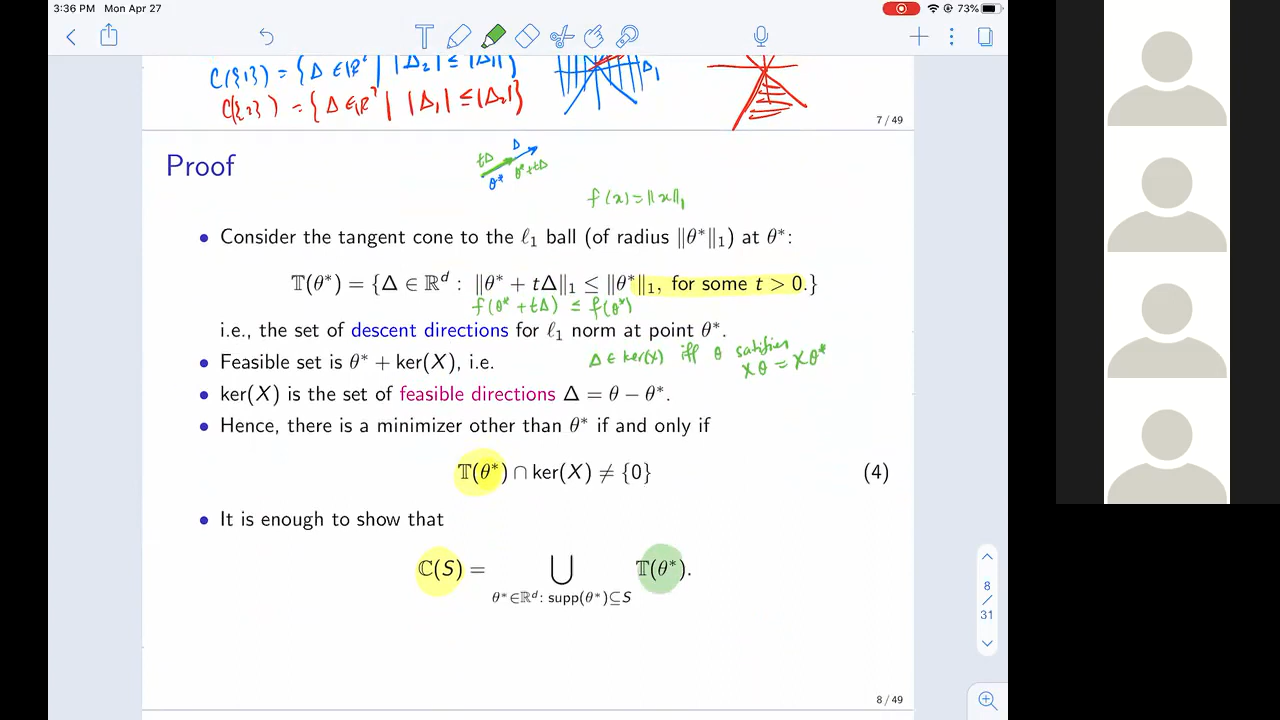 3:36 PM Mon Apr 27
73%
C({1}) = {Δ ∈ ℝ² | |Δ₂| ≤ |Δ₁|}
Δ₁
C({2}) = {Δ ∈ ℝ² | |Δ₁| ≤ |Δ₂|}
7 / 49
Proof
tΔ Δ
θ* θ*+tΔ
f(x) = ‖x‖₁
• Consider the tangent cone to the ℓ₁ ball (of radius ‖θ*‖₁) at θ*:
𝕋(θ*) = {Δ ∈ ℝᵈ : ‖θ* + tΔ‖₁ ≤ ‖θ*‖₁, for some t > 0.}
f(θ* + tΔ) ≤ f(θ*)
i.e., the set of descent directions for ℓ₁ norm at point θ*.
Δ ∈ ker(X) iff θ satifies
Xθ = Xθ*
• Feasible set is θ* + ker(X), i.e.
• ker(X) is the set of feasible directions Δ = θ − θ*.
• Hence, there is a minimizer other than θ* if and only if
𝕋(θ*) ∩ ker(X) ≠ {0} (4)
• It is enough to show that
ℂ(S) = ⋃ 𝕋(θ*).
θ*∈ℝᵈ: supp(θ*)⊆S
8
/
31
8 / 49